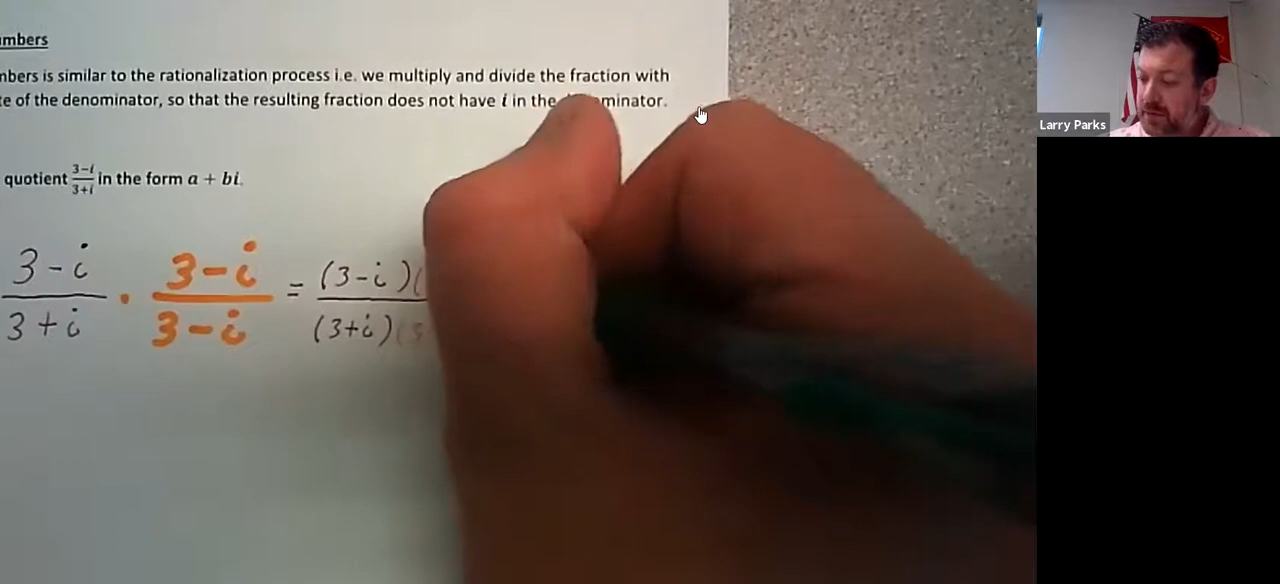 mbers
nbers is similar to the rationalization process i.e. we multiply and divide the fraction with
te of the denominator, so that the resulting fraction does not have i in the minator.
quotient 3-i/3+i in the form a + bi.
3-i/3+i · 3-i/3-i = (3-i)(/(3+i)(3
Larry Parks